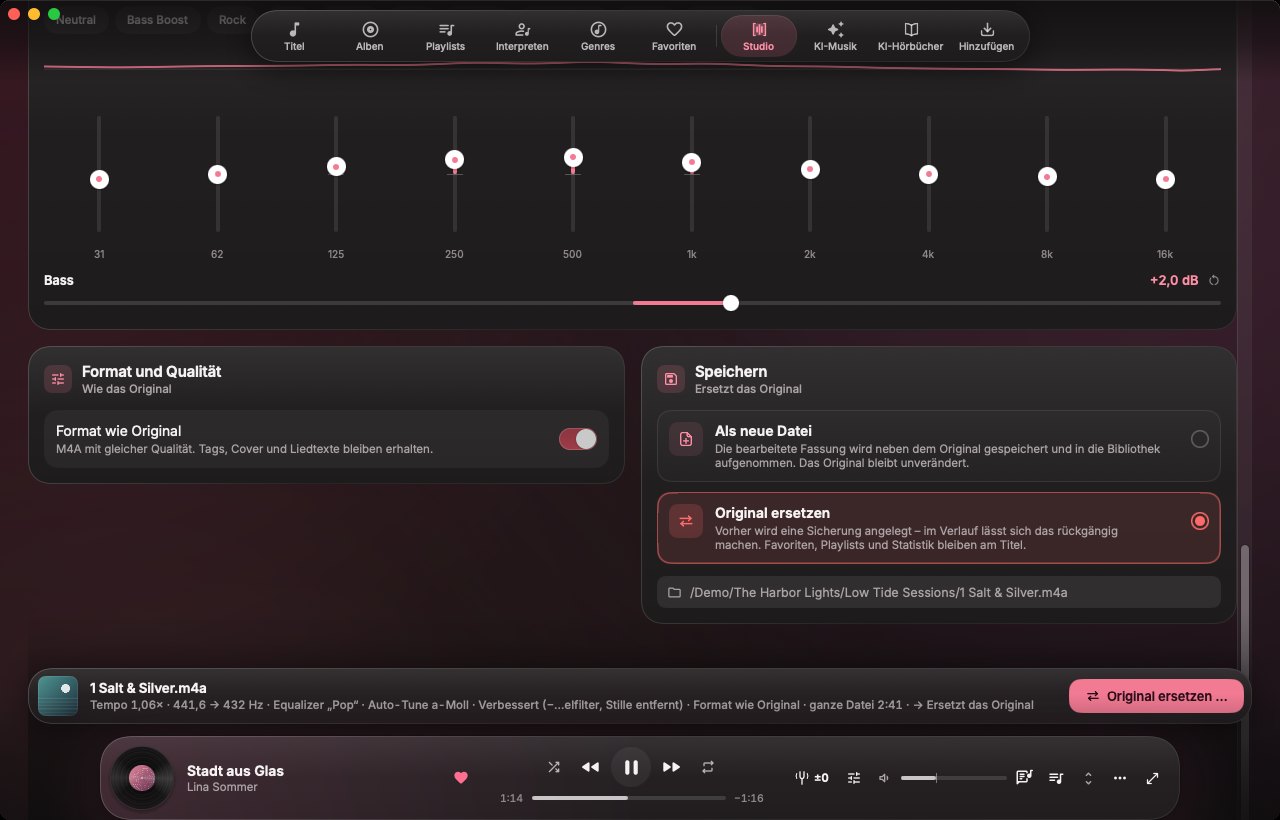 Neutral
Bass Boost
Rock
Titel
Alben
Playlists
Interpreten
Genres
Favoriten
Studio
KI-Musik
KI-Hörbücher
Hinzufügen
31
62
125
250
500
1k
2k
4k
8k
16k
Bass
+2,0 dB
Format und Qualität
Wie das Original
Format wie Original
M4A mit gleicher Qualität. Tags, Cover und Liedtexte bleiben erhalten.
Speichern
Ersetzt das Original
Als neue Datei
Die bearbeitete Fassung wird neben dem Original gespeichert und in die Bibliothek
aufgenommen. Das Original bleibt unverändert.
Original ersetzen
Vorher wird eine Sicherung angelegt – im Verlauf lässt sich das rückgängig
machen. Favoriten, Playlists und Statistik bleiben am Titel.
/Demo/The Harbor Lights/Low Tide Sessions/1 Salt & Silver.m4a
1 Salt & Silver.m4a
Tempo 1,06× · 441,6 → 432 Hz · Equalizer „Pop“ · Auto-Tune a-Moll · Verbessert (–...elfilter, Stille entfernt) · Format wie Original · ganze Datei 2:41 · → Ersetzt das Original
Original ersetzen ...
Stadt aus Glas
Lina Sommer
1:14
−1:16
±0